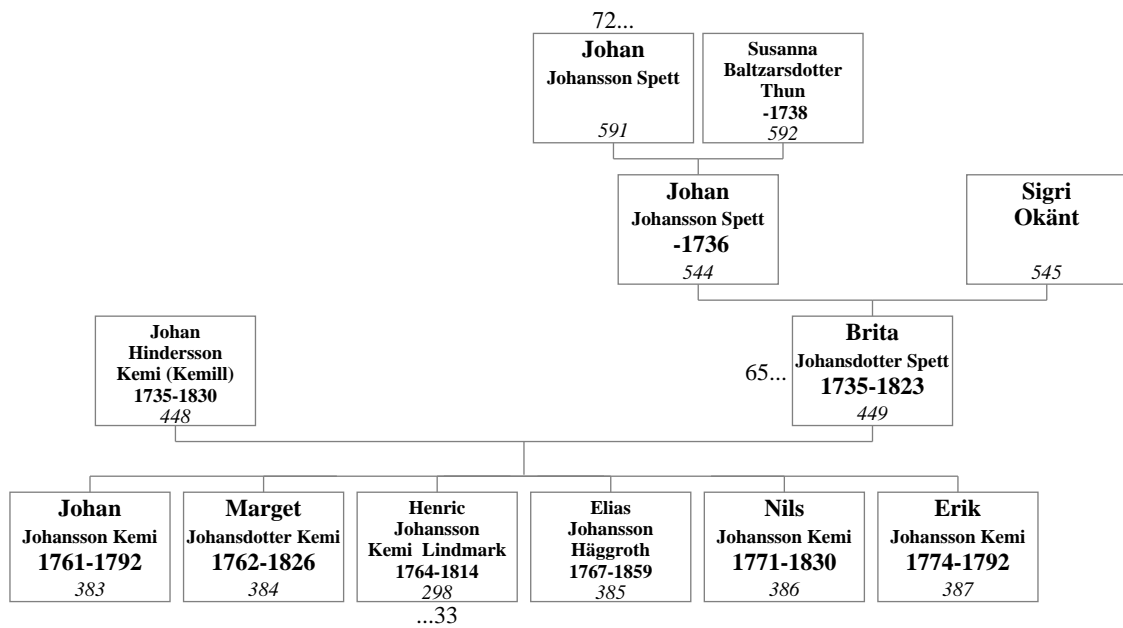 72...
Johan
Johansson Spett
591
Susanna
Baltzarsdotter
Thun
-1738
592
Johan
Johansson Spett
-1736
544
Sigri
Okänt
545
Johan
Hindersson
Kemi (Kemill)
1735-1830
448
65...
Brita
Johansdotter Spett
1735-1823
449
Johan
Johansson Kemi
1761-1792
383
Marget
Johansdotter Kemi
1762-1826
384
Henric
Johansson
Kemi Lindmark
1764-1814
298
...33
Elias
Johansson
Häggroth
1767-1859
385
Nils
Johansson Kemi
1771-1830
386
Erik
Johansson Kemi
1774-1792
387